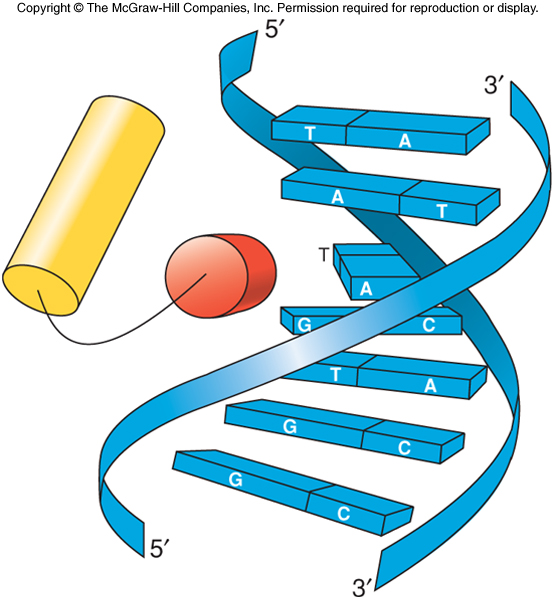 Copyright © The McGraw-Hill Companies, Inc. Permission required for reproduction or display.
5′
3′
T A
A T
T
A
G C
T A
G C
G C
5′
3′